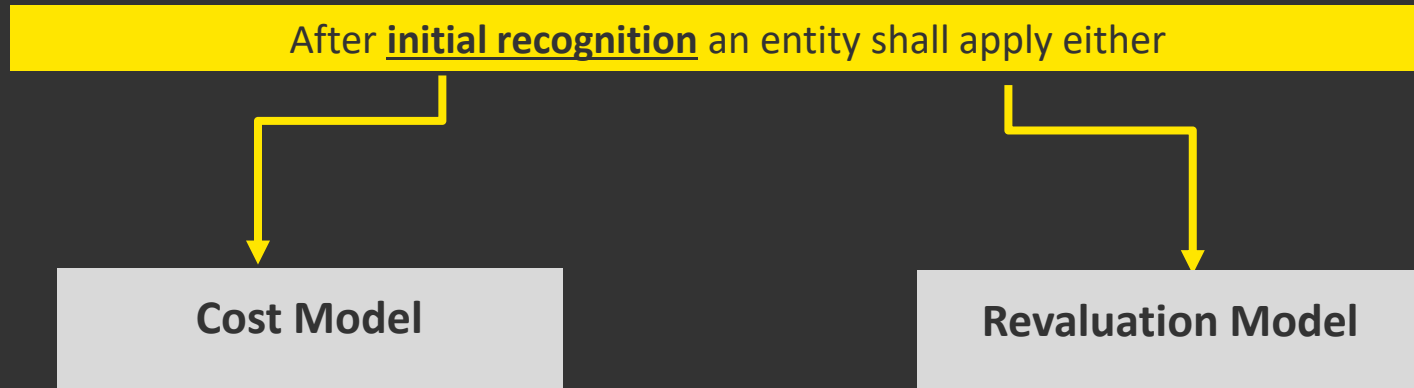 After initial recognition an entity shall apply either
Cost Model
Revaluation Model